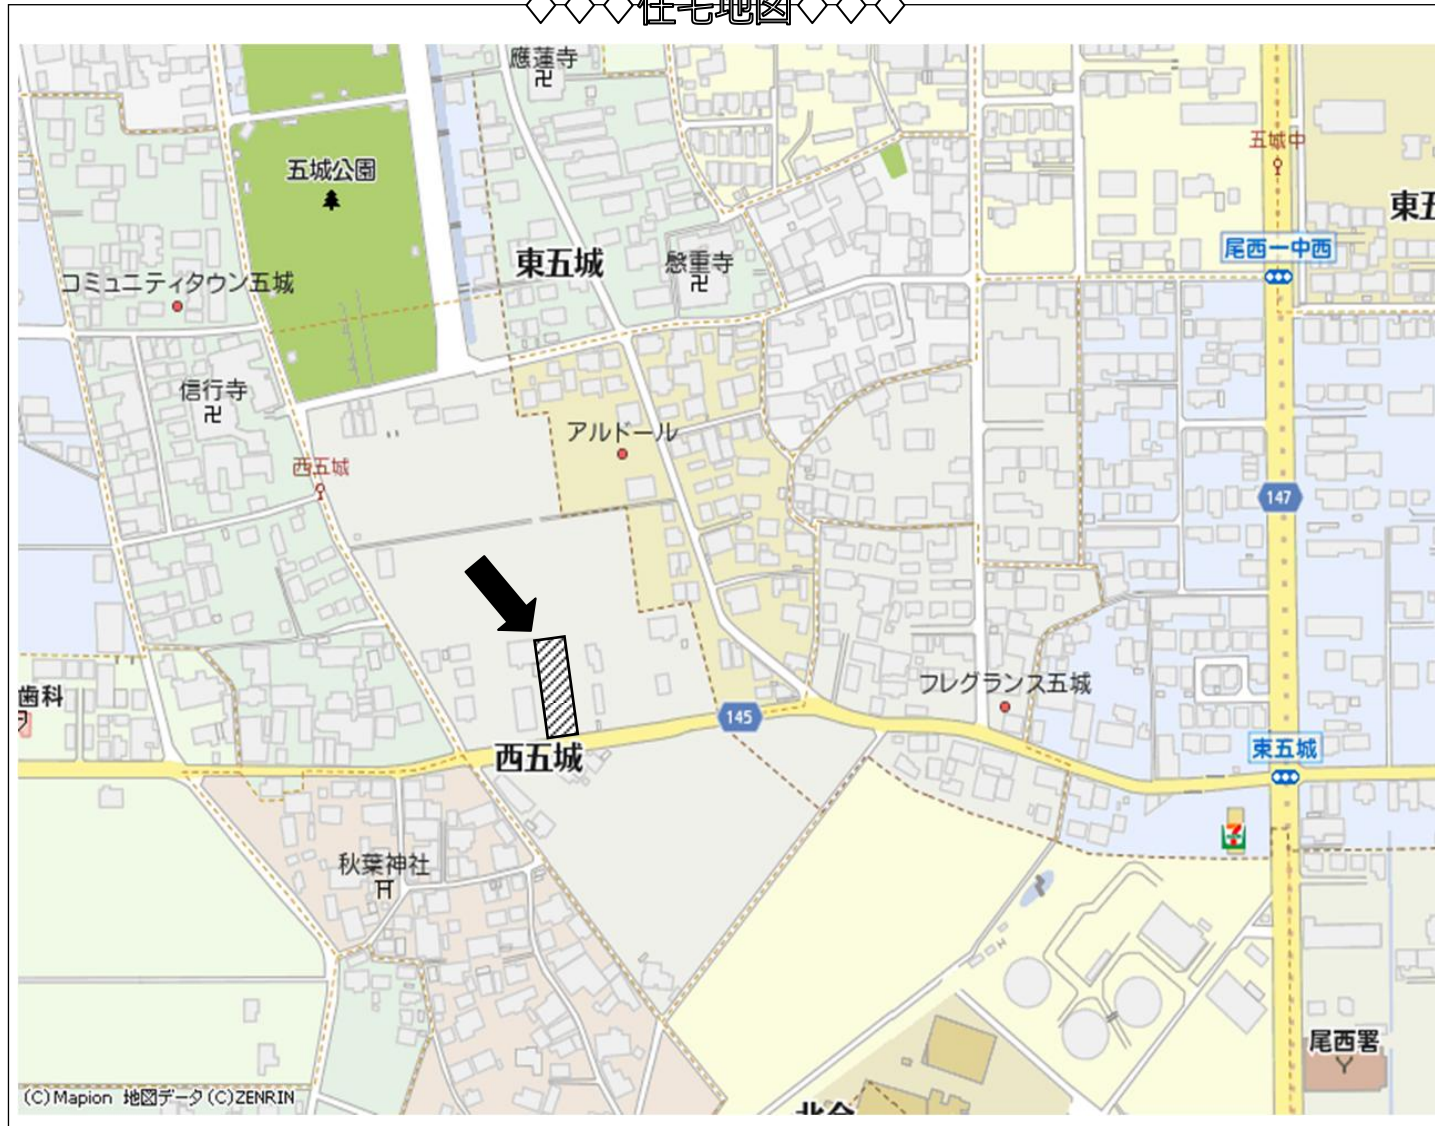 ◇◇◇住宅地図◇◇◇
應蓮寺
五城公園
五城中
東五
東五城
慇重寺
尾西一中西
コミュニティタウン五城
信行寺
アルドール
西五城
147
歯科
フレグランス五城
145
西五城
東五城
7
秋葉神社
尾西署
(C)Mapion 地図データ(C)ZENRIN